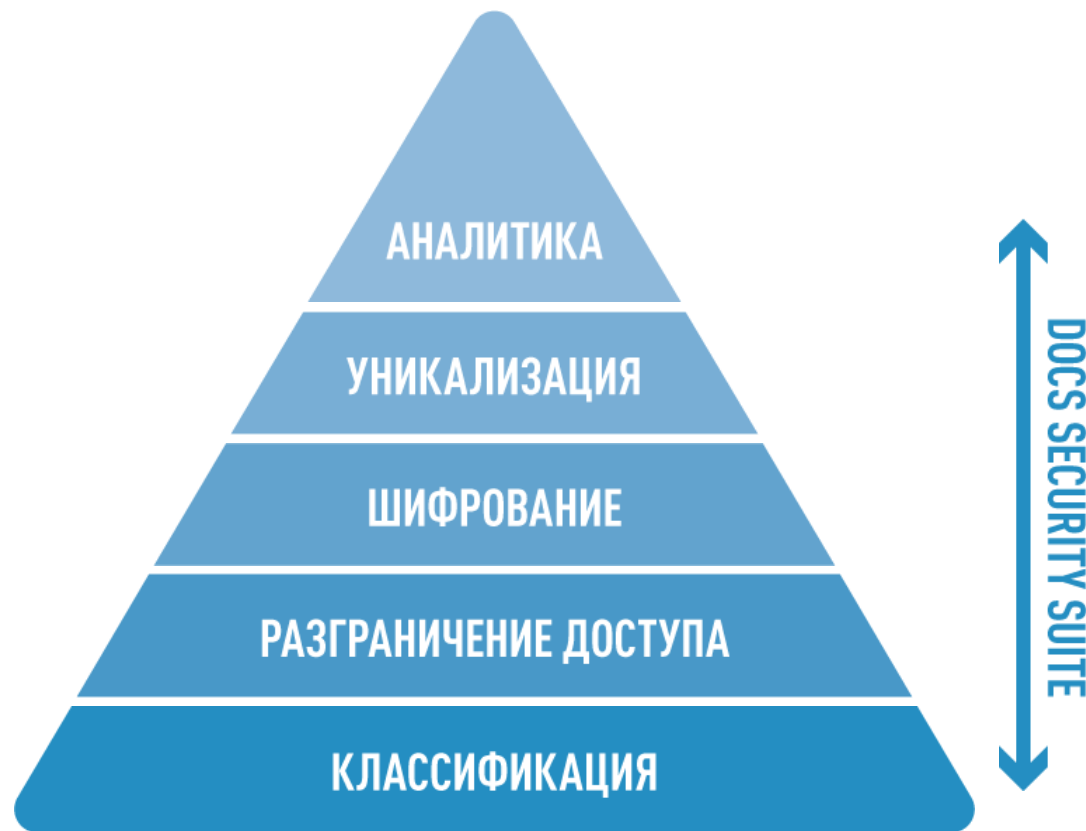 АНАЛИТИКА
УНИКАЛИЗАЦИЯ
ШИФРОВАНИЕ
РАЗГРАНИЧЕНИЕ ДОСТУПА
КЛАССИФИКАЦИЯ
DOCS SECURITY SUITE